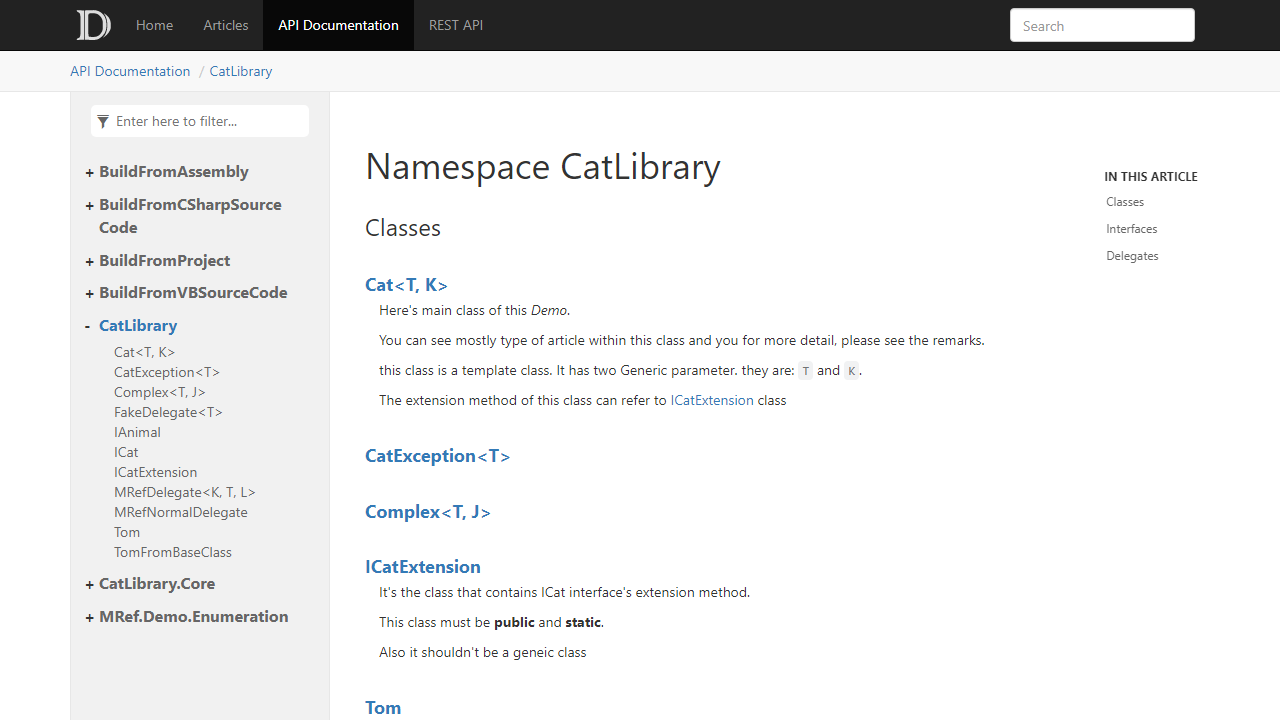 Home Articles API Documentation REST API Search
API Documentation / CatLibrary
Enter here to filter...
+ BuildFromAssembly
+ BuildFromCSharpSource
Code
+ BuildFromProject
+ BuildFromVBSourceCode
- CatLibrary
Cat<T, K>
CatException<T>
Complex<T, J>
FakeDelegate<T>
IAnimal
ICat
ICatExtension
MRefDelegate<K, T, L>
MRefNormalDelegate
Tom
TomFromBaseClass
+ CatLibrary.Core
+ MRef.Demo.Enumeration
Namespace CatLibrary
Classes
Cat<T, K>
Here's main class of this Demo.
You can see mostly type of article within this class and you for more detail, please see the remarks.
this class is a template class. It has two Generic parameter. they are: T and K.
The extension method of this class can refer to ICatExtension class
CatException<T>
Complex<T, J>
ICatExtension
It's the class that contains ICat interface's extension method.
This class must be public and static.
Also it shouldn't be a geneic class
Tom
IN THIS ARTICLE
Classes
Interfaces
Delegates